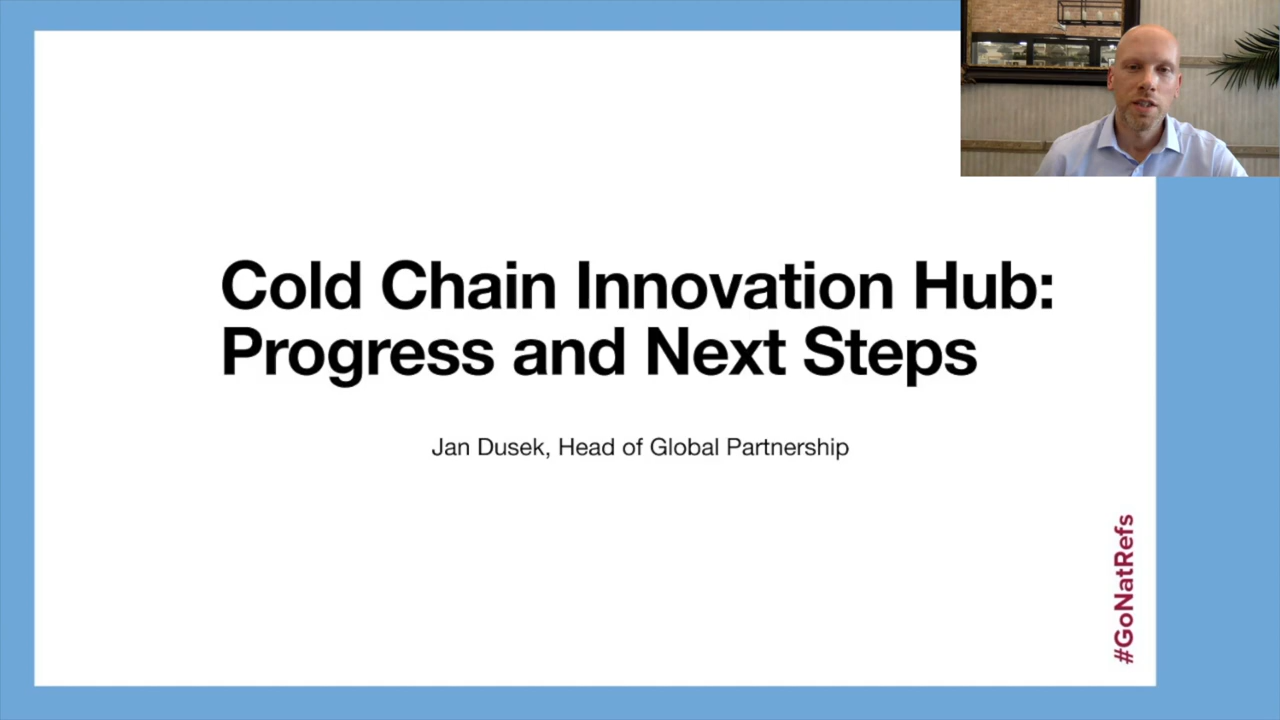 Cold Chain Innovation Hub:
Progress and Next Steps
Jan Dusek, Head of Global Partnership
#GoNatRefs